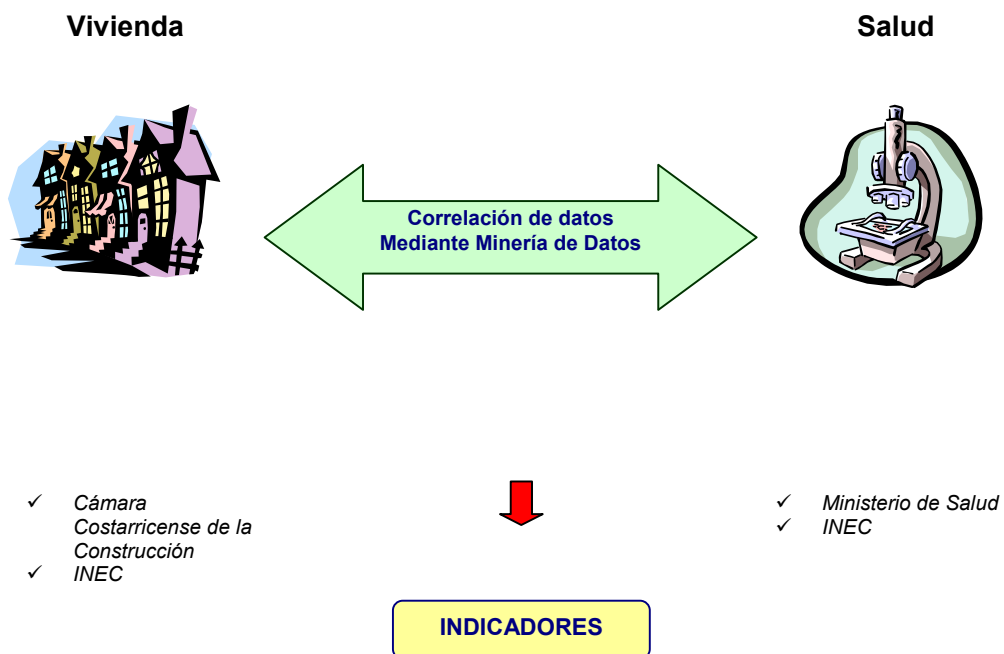 Vivienda
Salud
Correlación de datos
Mediante Minería de Datos
✓ Cámara
Costarricense de la
Construcción
✓ INEC
✓ Ministerio de Salud
✓ INEC
INDICADORES